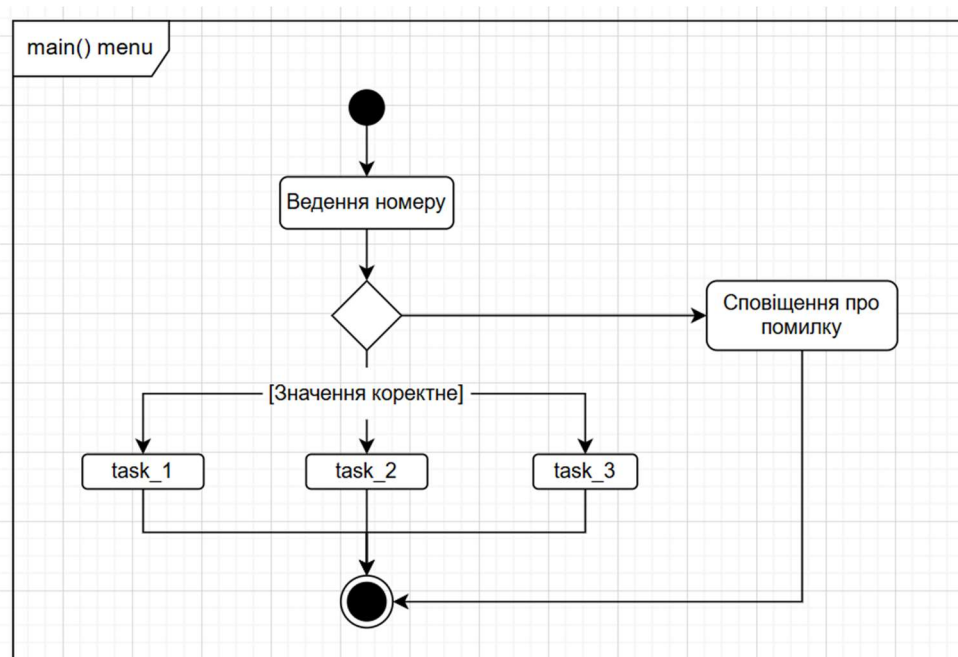 main() menu
Ведення номеру
Сповіщення про
помилку
[Значення коректне]
task_1
task_2
task_3